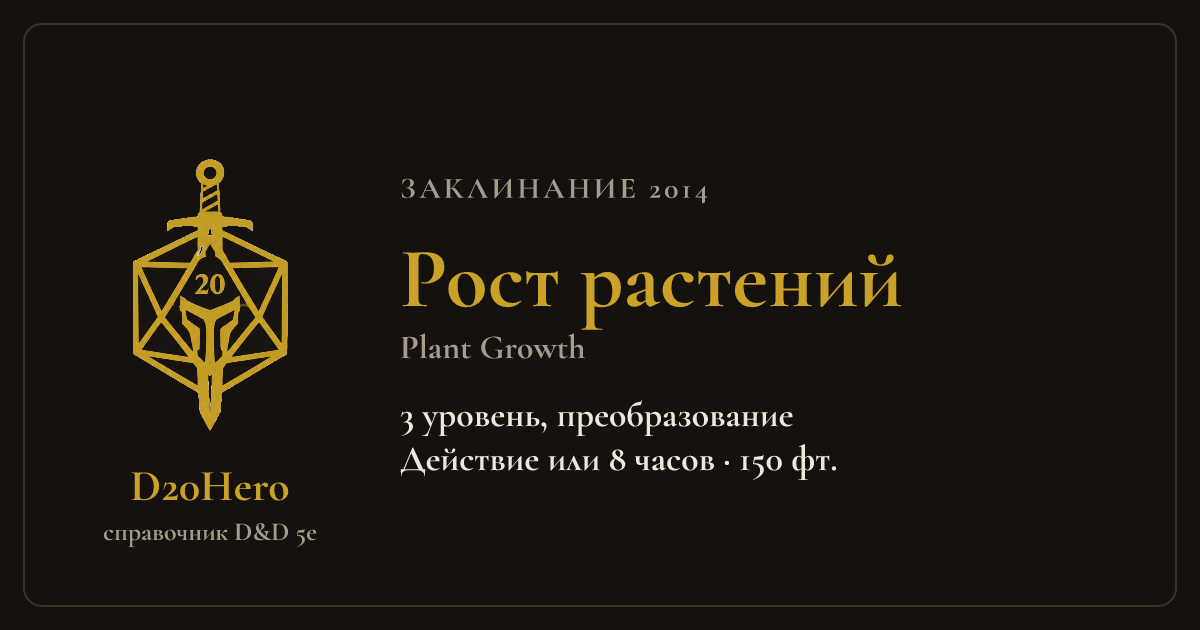 20
D20Hero
справочник D&D 5e
ЗАКЛИНАНИЕ 2014
Рост растений
Plant Growth
3 уровень, преобразование
Действие или 8 часов · 150 фт.